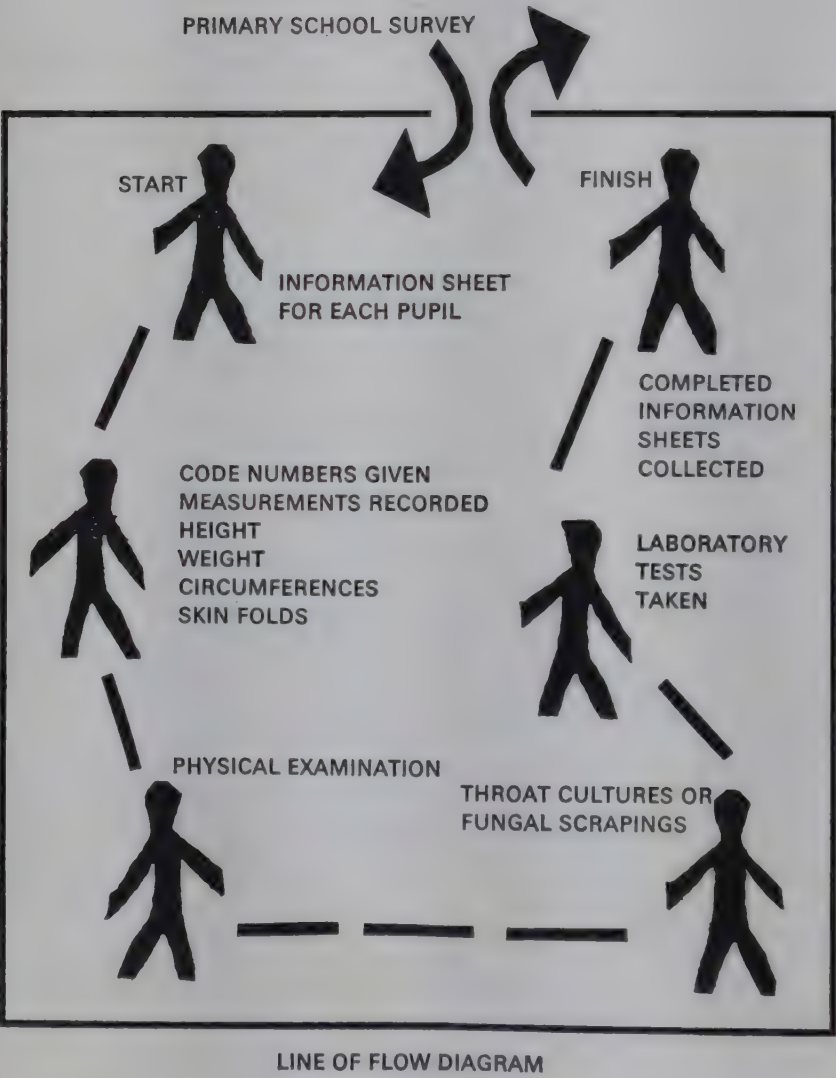 PRIMARY SCHOOL SURVEY
START
INFORMATION SHEET
FOR EACH PUPIL
CODE NUMBERS GIVEN
MEASUREMENTS RECORDED
HEIGHT
WEIGHT
CIRCUMFERENCES
SKIN FOLDS
PHYSICAL EXAMINATION
THROAT CULTURES OR
FUNGAL SCRAPINGS
LABORATORY
TESTS
TAKEN
FINISH
COMPLETED
INFORMATION
SHEETS
COLLECTED
LINE OF FLOW DIAGRAM